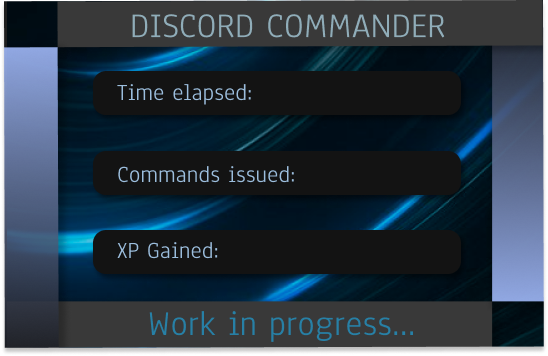 DISCORD COMMANDER
Time elapsed:
Commands issued:
XP Gained:
Work in progress...